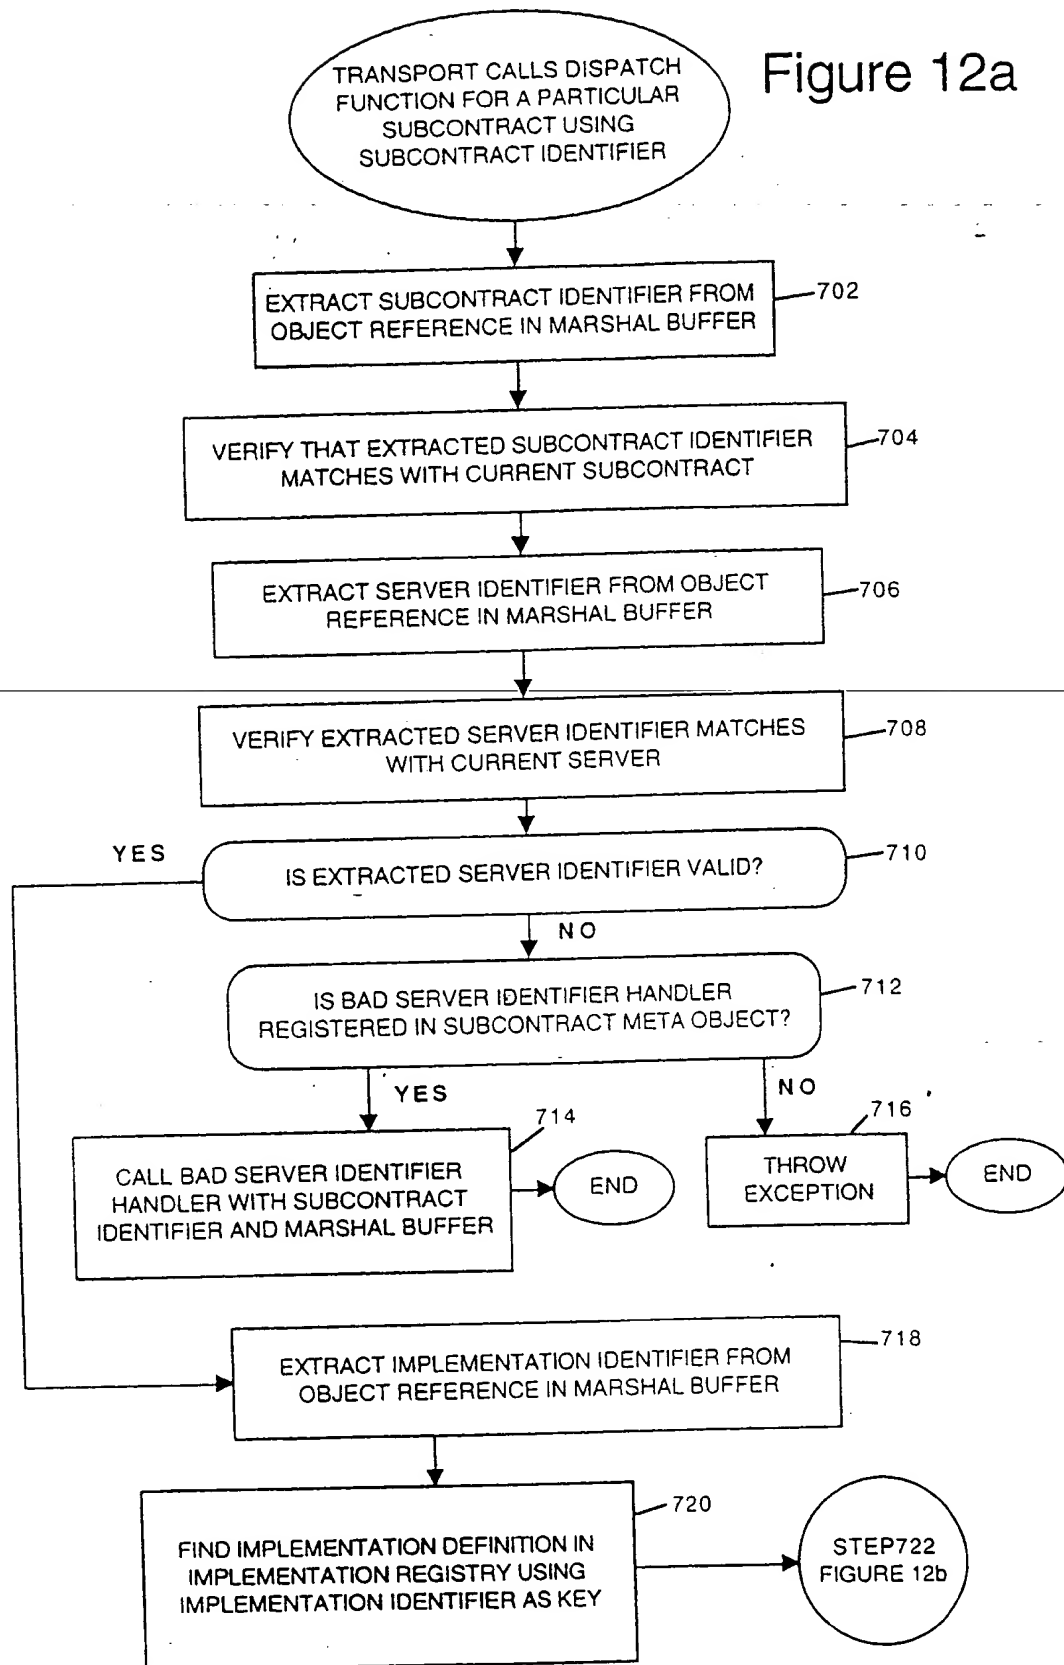 Figure 12a
TRANSPORT CALLS DISPATCH
FUNCTION FOR A PARTICULAR
SUBCONTRACT USING
SUBCONTRACT IDENTIFIER
EXTRACT SUBCONTRACT IDENTIFIER FROM
OBJECT REFERENCE IN MARSHAL BUFFER
702
VERIFY THAT EXTRACTED SUBCONTRACT IDENTIFIER
MATCHES WITH CURRENT SUBCONTRACT
704
EXTRACT SERVER IDENTIFIER FROM OBJECT
REFERENCE IN MARSHAL BUFFER
706
VERIFY EXTRACTED SERVER IDENTIFIER MATCHES
WITH CURRENT SERVER
708
YES
IS EXTRACTED SERVER IDENTIFIER VALID?
710
NO
IS BAD SERVER IDENTIFIER HANDLER
REGISTERED IN SUBCONTRACT META OBJECT?
712
YES
NO
714
716
CALL BAD SERVER IDENTIFIER
HANDLER WITH SUBCONTRACT
IDENTIFIER AND MARSHAL BUFFER
END
THROW
EXCEPTION
END
EXTRACT IMPLEMENTATION IDENTIFIER FROM
OBJECT REFERENCE IN MARSHAL BUFFER
718
FIND IMPLEMENTATION DEFINITION IN
IMPLEMENTATION REGISTRY USING
IMPLEMENTATION IDENTIFIER AS KEY
720
STEP722
FIGURE 12b